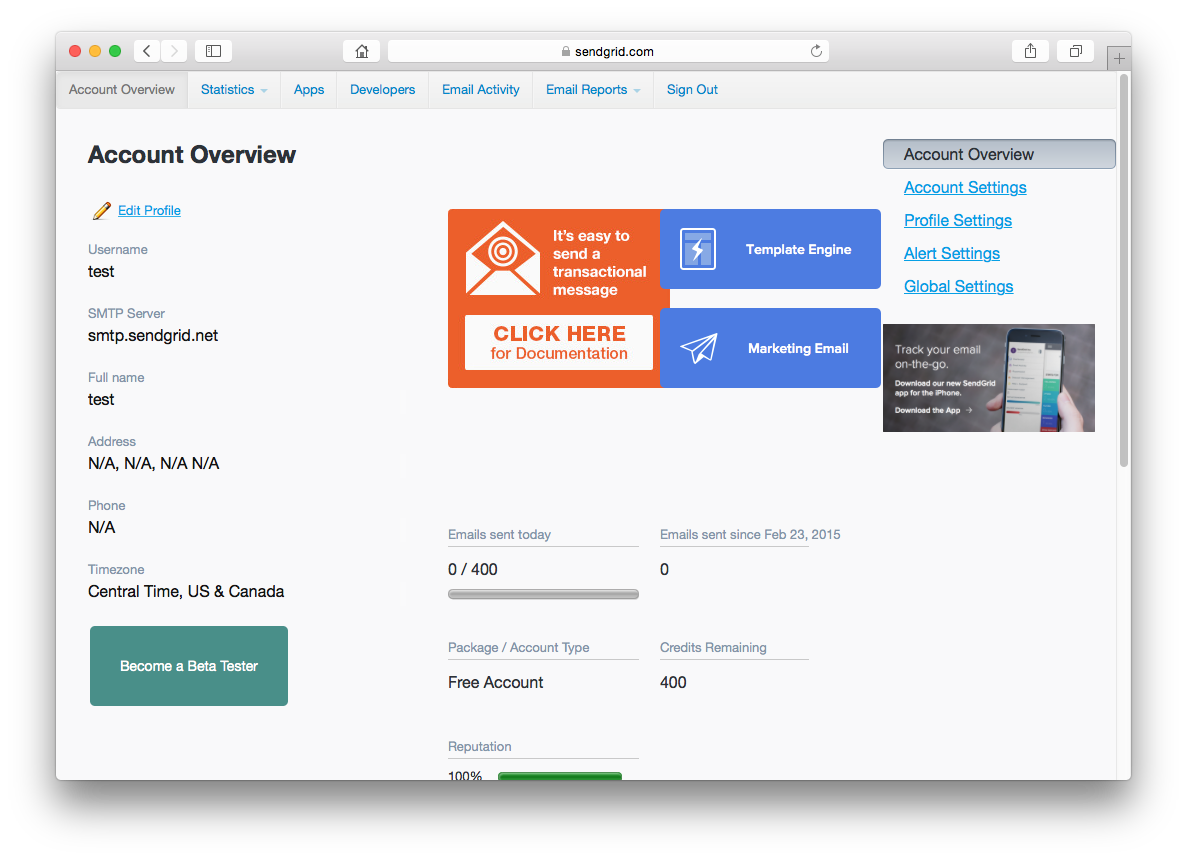 sendgrid.com
Account Overview
Statistics
Apps
Developers
Email Activity
Email Reports
Sign Out
Account Overview
Edit Profile
Username
test
SMTP Server
smtp.sendgrid.net
Full name
test
Address
N/A, N/A, N/A N/A
Phone
N/A
Timezone
Central Time, US & Canada
Become a Beta Tester
It's easy to
send a
transactional
message
CLICK HERE
for Documentation
Template Engine
Marketing Email
Emails sent today
0 / 400
Emails sent since Feb 23, 2015
0
Package / Account Type
Free Account
Credits Remaining
400
Reputation
100%
Account Overview
Account Settings
Profile Settings
Alert Settings
Global Settings
Track your email
on-the-go.
Download our new SendGrid
app for the iPhone.
Download the App →